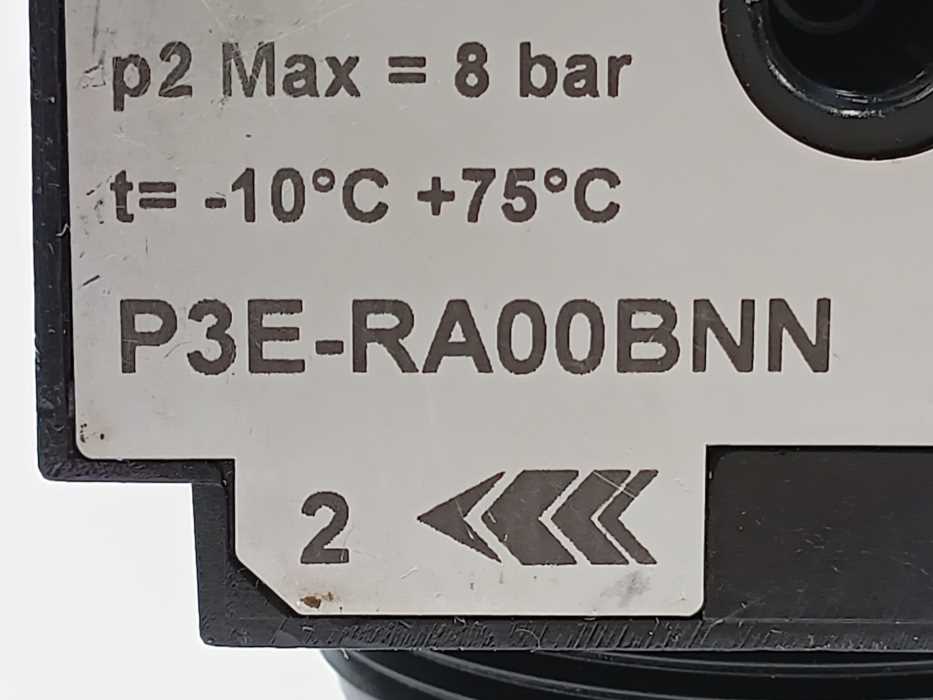 p2 Max = 8 bar
t= -10°C +75°C
P3E-RA00BNN
2